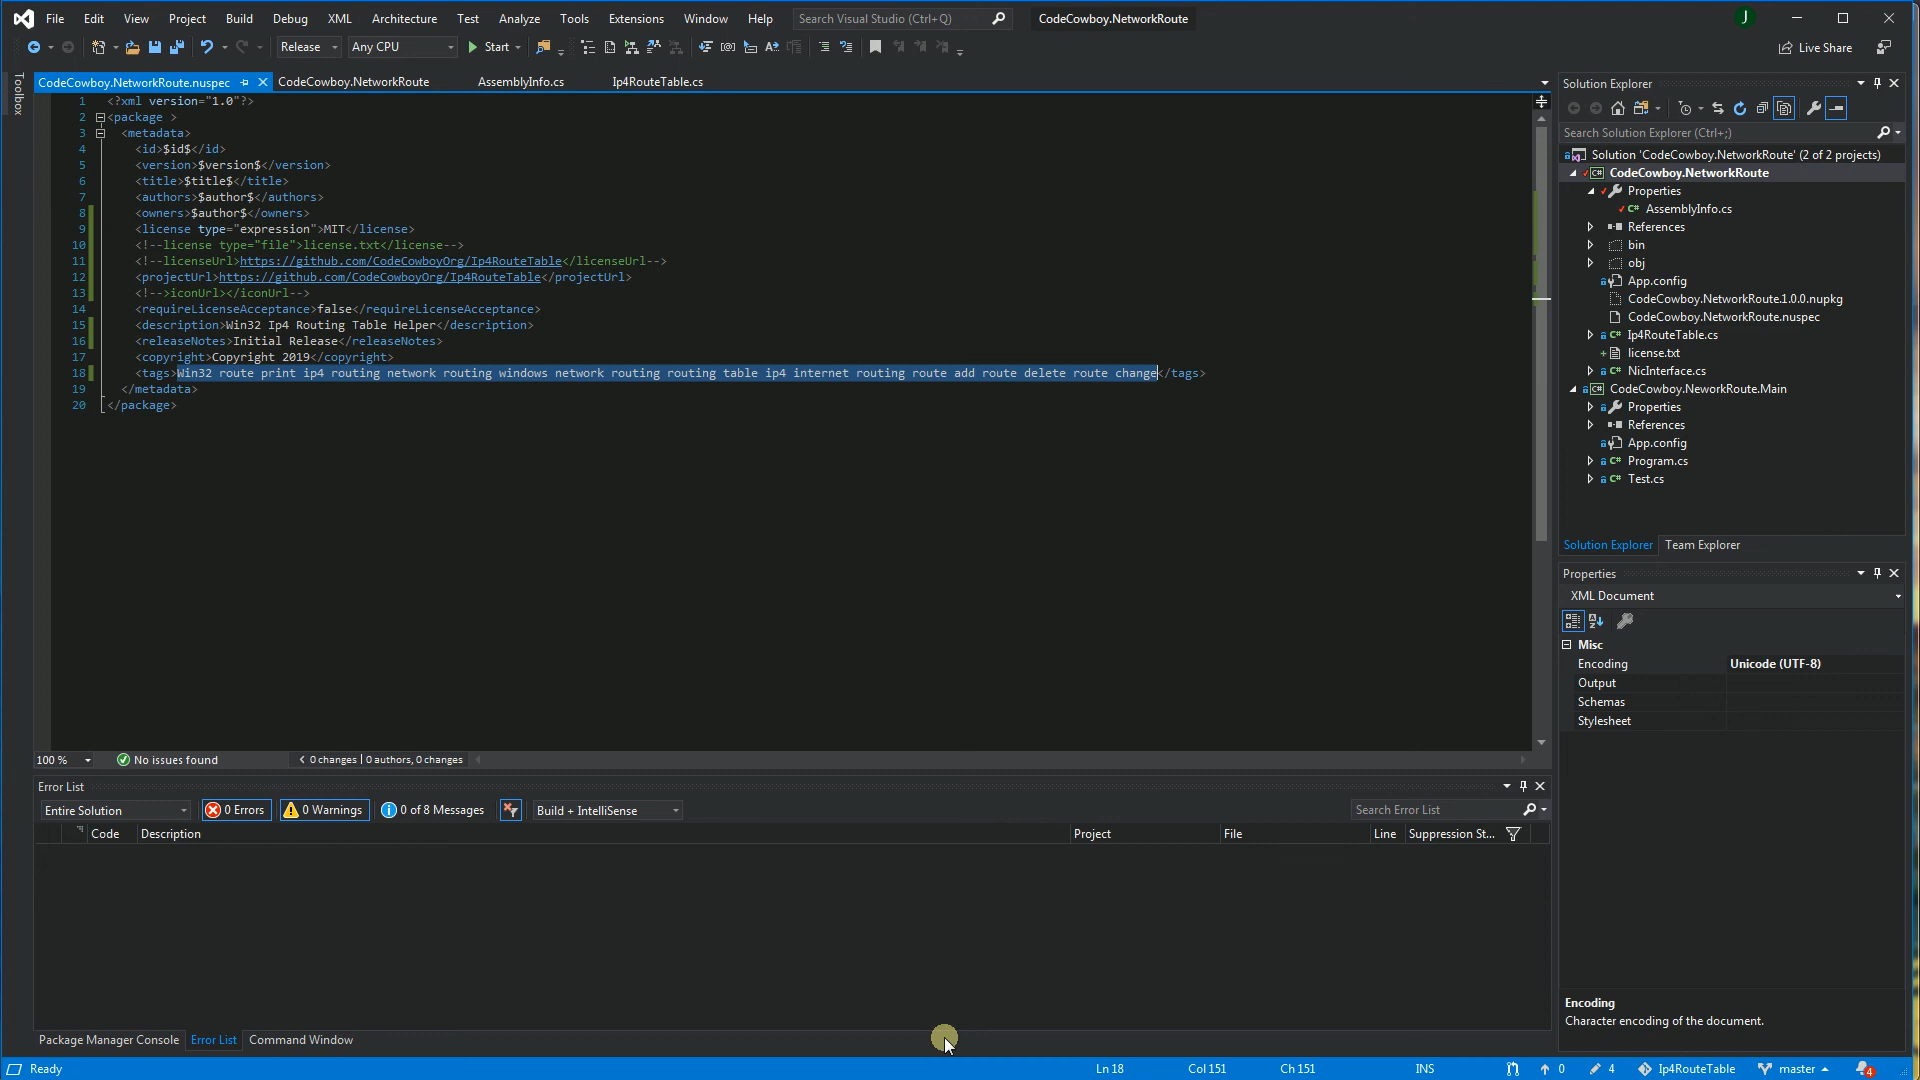 File Edit View Project Build Debug XML Architecture Test Analyze Tools Extensions Window Help Search Visual Studio (Ctrl+Q) CodeCowboy.NetworkRoute J
Release Any CPU Start Live Share
Toolbox
CodeCowboy.NetworkRoute.nuspec CodeCowboy.NetworkRoute AssemblyInfo.cs Ip4RouteTable.cs
1 <?xml version="1.0"?>
2 <package >
3 <metadata>
4 <id>$id$</id>
5 <version>$version$</version>
6 <title>$title$</title>
7 <authors>$author$</authors>
8 <owners>$author$</owners>
9 <license type="expression">MIT</license>
10 <!--license type="file">license.txt</license-->
11 <!--licenseUrl>https://github.com/CodeCowboyOrg/Ip4RouteTable</licenseUrl-->
12 <projectUrl>https://github.com/CodeCowboyOrg/Ip4RouteTable</projectUrl>
13 <!-->iconUrl></iconUrl-->
14 <requireLicenseAcceptance>false</requireLicenseAcceptance>
15 <description>Win32 Ip4 Routing Table Helper</description>
16 <releaseNotes>Initial Release</releaseNotes>
17 <copyright>Copyright 2019</copyright>
18 <tags>Win32 route print ip4 routing network routing windows network routing routing table ip4 internet routing route add route delete route change</tags>
19 </metadata>
20 </package>
100 % No issues found 0 changes | 0 authors, 0 changes
Error List
Entire Solution 0 Errors 0 Warnings 0 of 8 Messages Build + IntelliSense Search Error List
Code Description Project File Line Suppression St...
Package Manager Console Error List Command Window
Solution Explorer
Search Solution Explorer (Ctrl+;)
Solution 'CodeCowboy.NetworkRoute' (2 of 2 projects)
CodeCowboy.NetworkRoute
Properties
AssemblyInfo.cs
References
bin
obj
App.config
CodeCowboy.NetworkRoute.1.0.0.nupkg
CodeCowboy.NetworkRoute.nuspec
Ip4RouteTable.cs
license.txt
NicInterface.cs
CodeCowboy.NeworkRoute.Main
Properties
References
App.config
Program.cs
Test.cs
Solution Explorer Team Explorer
Properties
XML Document
Misc
Encoding Unicode (UTF-8)
Output
Schemas
Stylesheet
Encoding
Character encoding of the document.
Ready Ln 18 Col 151 Ch 151 INS 0 4 Ip4RouteTable master 4